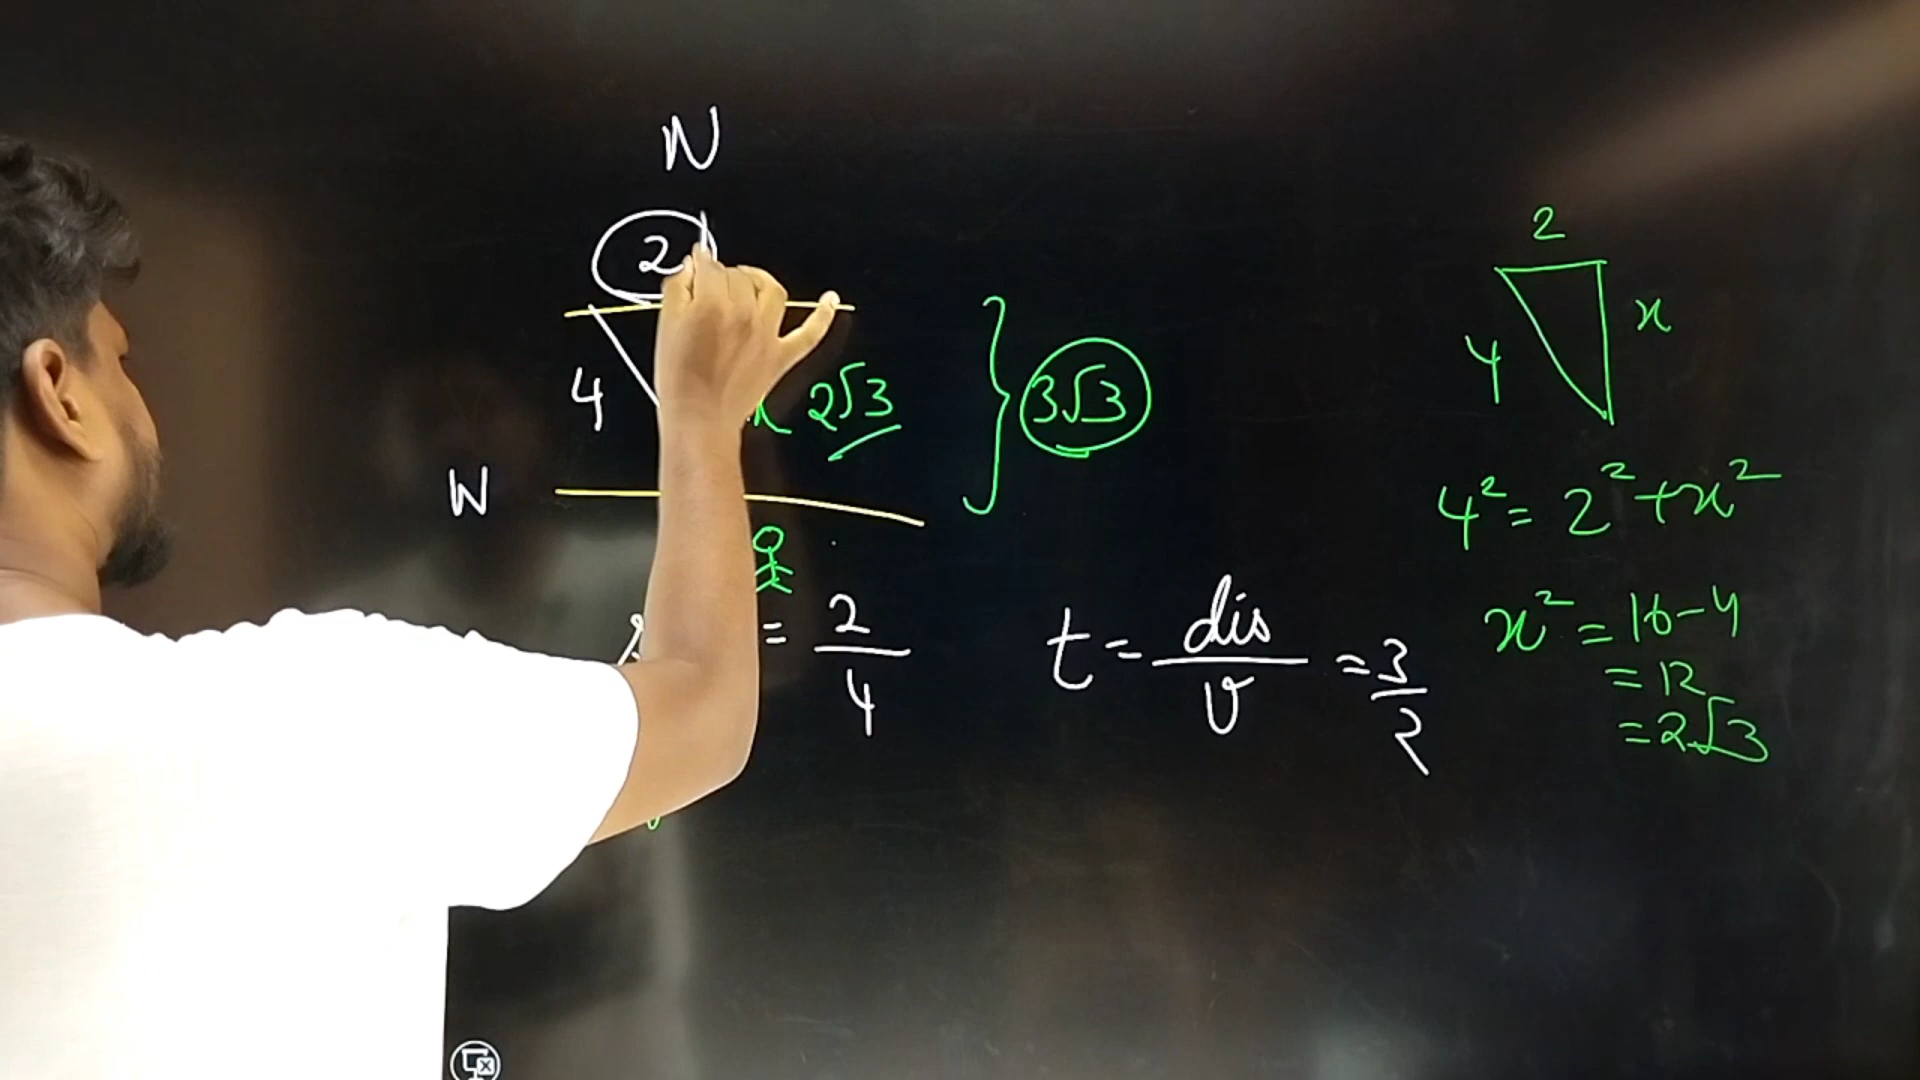 N
2
4
2√3
3√3
W
= 2/4
t = dis/v = 3/2
2
4
x
4² = 2² + x²
x² = 16 - 4
= 12
= 2√3